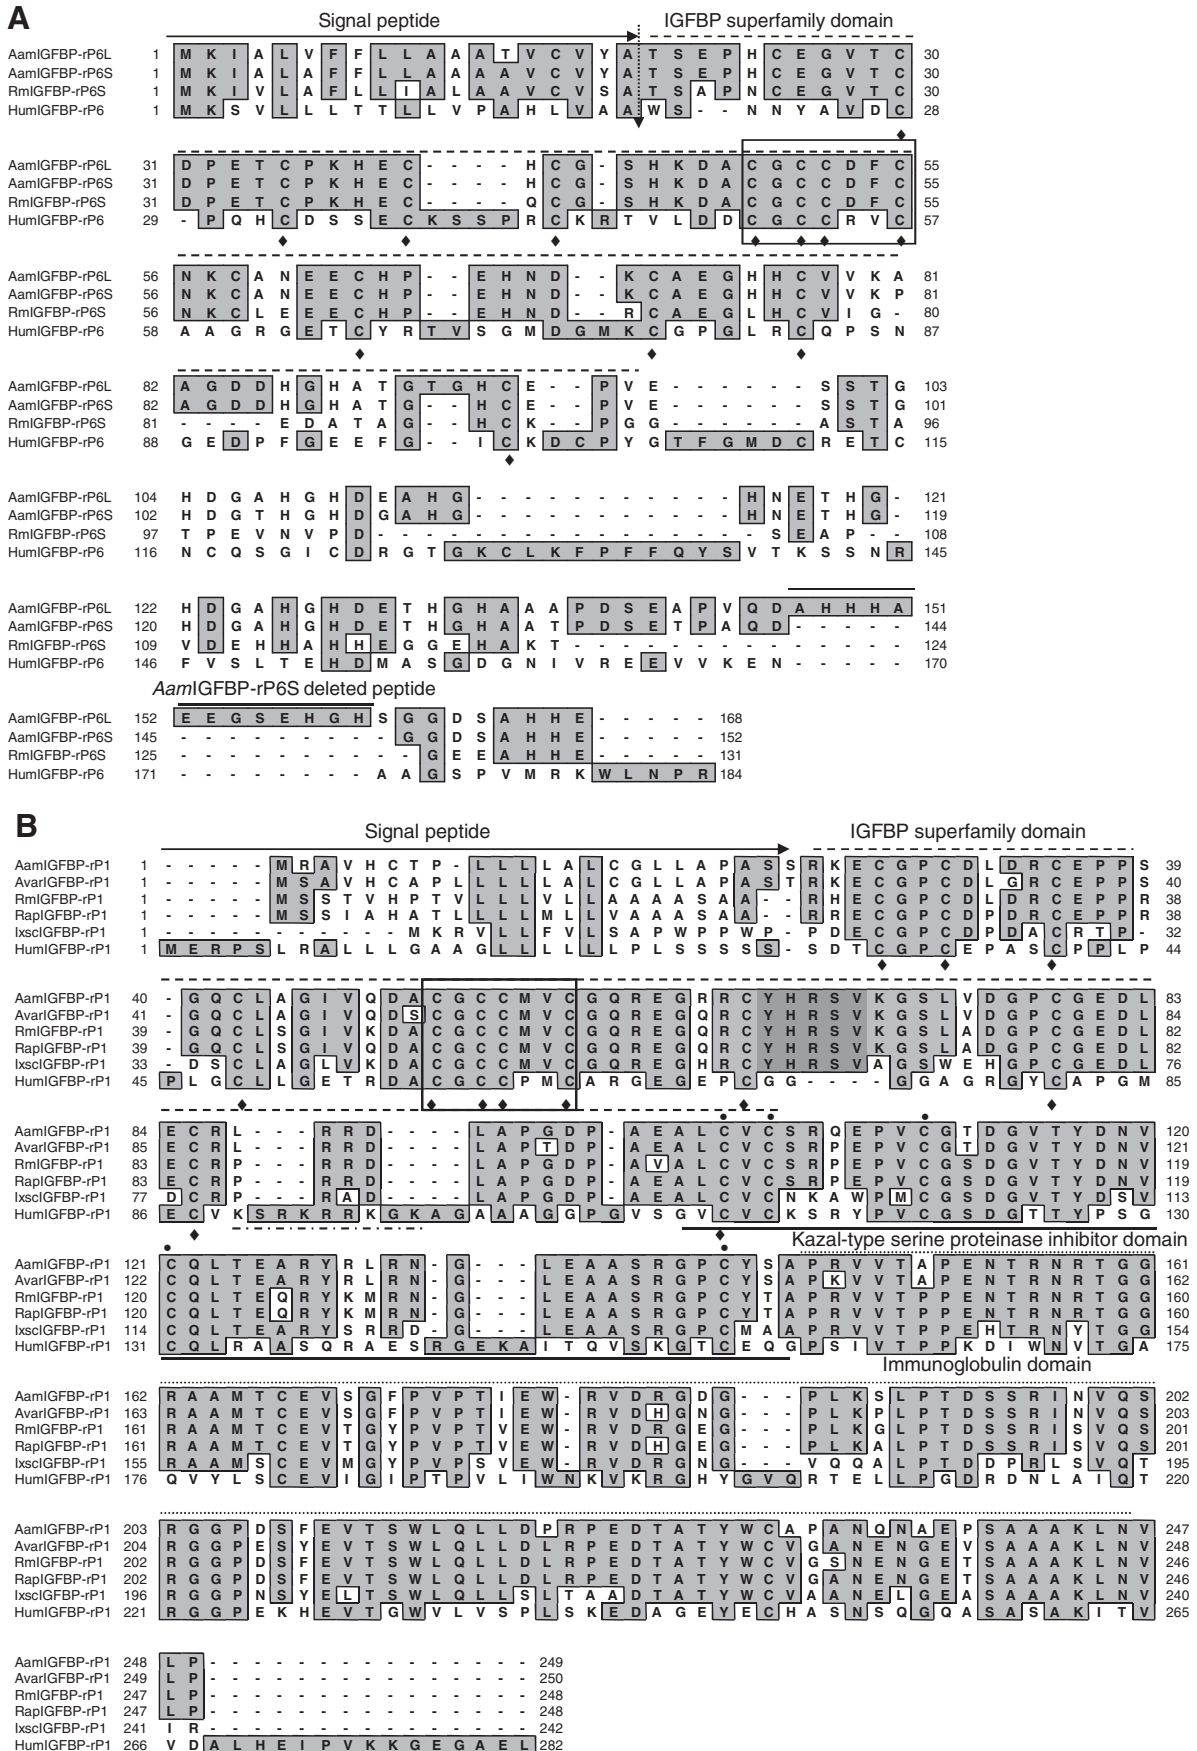 A
Signal peptide IGFBP superfamily domain
AamIGFBP-rP6L 1 M K I A L V F F L L A A A T V C V Y A T S E P H C E G V T C 30
AamIGFBP-rP6S 1 M K I A L A F F L L A A A A V C V Y A T S E P H C E G V T C 30
RmIGFBP-rP6S 1 M K I V L A F L L I A L A A V C V S A T S A P N C E G V T C 30
HumIGFBP-rP6 1 M K S V L L L T T L L V P A H L V A A W S - - N N Y A V D C 28
AamIGFBP-rP6L 31 D P E T C P K H E C - - - - H C G - S H K D A C G C C D F C 55
AamIGFBP-rP6S 31 D P E T C P K H E C - - - - H C G - S H K D A C G C C D F C 55
RmIGFBP-rP6S 31 D P E T C P K H E C - - - - Q C G - S H K D A C G C C D F C 55
HumIGFBP-rP6 29 - P Q H C D S S E C K S S P R C K R T V L D D C G C C R V C 57
AamIGFBP-rP6L 56 N K C A N E E C H P - - E H N D - - K C A E G H H C V V K A 81
AamIGFBP-rP6S 56 N K C A N E E C H P - - E H N D - - K C A E G H H C V V K P 81
RmIGFBP-rP6S 56 N K C L E E E C H P - - E H N D - - R C A E G L H C V I G - 80
HumIGFBP-rP6 58 A A G R G E T C Y R T V S G M D G M K C G P G L R C Q P S N 87
AamIGFBP-rP6L 82 A G D D H G H A T G T G H C E - - P V E - - - - - - S S T G 103
AamIGFBP-rP6S 82 A G D D H G H A T G - - H C E - - P V E - - - - - - S S T G 101
RmIGFBP-rP6S 81 - - - - E D A T A G - - H C K - - P G G - - - - - - A S T A 96
HumIGFBP-rP6 88 G E D P F G E E F G - - I C K D C P Y G T F G M D C R E T C 115
AamIGFBP-rP6L 104 H D G A H G H D E A H G - - - - - - - - - - - H N E T H G - 121
AamIGFBP-rP6S 102 H D G T H G H D G A H G - - - - - - - - - - - H N E T H G - 119
RmIGFBP-rP6S 97 T P E V N V P D - - - - - - - - - - - - - - - - S E A P - - 108
HumIGFBP-rP6 116 N C Q S G I C D R G T G K C L K F P F F Q Y S V T K S S N R 145
AamIGFBP-rP6L 122 H D G A H G H D E T H G H A A A P D S E A P V Q D A H H H A 151
AamIGFBP-rP6S 120 H D G A H G H D E T H G H A A T P D S E T P A Q D - - - - - 144
RmIGFBP-rP6S 109 V D E H H A H H E G G E H A K T - - - - - - - - - - - - - - 124
HumIGFBP-rP6 146 F V S L T E H D M A S G D G N I V R E E V V K E N - - - - - 170
AamIGFBP-rP6S deleted peptide
AamIGFBP-rP6L 152 E E G S E H G H S G G D S A H H E - - - - - 168
AamIGFBP-rP6S 145 - - - - - - - - - G G D S A H H E - - - - - 152
RmIGFBP-rP6S 125 - - - - - - - - - - G E E A H H E - - - - - 131
HumIGFBP-rP6 171 - - - - - - - - A A G S P V M R K W L N P R 184
B
Signal peptide IGFBP superfamily domain
AamIGFBP-rP1 1 - - - - - M R A V H C T P - L L L L A L C G L L A P A S S R K E C G P C D L D R C E P P S 39
AvarIGFBP-rP1 1 - - - - - M S A V H C A P L L L L L A L C G L L A P A S T R K E C G P C D L G R C E P P S 40
RmIGFBP-rP1 1 - - - - - M S S T V H P T V L L L V L L A A A A S A A - - R H E C G P C D L D R C E P P R 38
RapIGFBP-rP1 1 - - - - - M S S I A H A T L L L L M L L V A A A S A A - - R R E C G P C D P D R C E P P R 38
IxscIGFBP-rP1 1 - - - - - - - - - - - M K R V L L F V L S A P W P P W P - P D E C G P C D P D A C R T P - 32
HumIGFBP-rP1 1 M E R P S L R A L L L G A A G L L L L L L P L S S S S S - S D T C G P C E P A S C P P L P 44
AamIGFBP-rP1 40 - G Q C L A G I V Q D A C G C C M V C G Q R E G R R C Y H R S V K G S L V D G P C G E D L 83
AvarIGFBP-rP1 41 - G Q C L A G I V Q D S C G C C M V C G Q R E G Q R C Y H R S V K G S L V D G P C G E D L 84
RmIGFBP-rP1 39 - G Q C L S G I V K D A C G C C M V C G Q R E G Q R C Y H R S V K G S L A D G P C G E D L 82
RapIGFBP-rP1 39 - G Q C L S G I V Q D A C G C C M V C G Q R E G Q R C Y H R S V K G S L A D G P C G E D L 82
IxscIGFBP-rP1 33 - D S C L A G L V K D A C G C C M V C G Q R E G H R C Y H R S V A G S W E H G P C G E D L 76
HumIGFBP-rP1 45 P L G C L L G E T R D A C G C C P M C A R G E G E P C G G - - - - G G A G R G Y C A P G M 85
AamIGFBP-rP1 84 E C R L - - - R R D - - - - L A P G D P - A E A L C V C S R Q E P V C G T D G V T Y D N V 120
AvarIGFBP-rP1 85 E C R L - - - R R D - - - - L A P T D P - A E A L C V C S R P E P V C G T D G V T Y D N V 121
RmIGFBP-rP1 83 E C R P - - - R R D - - - - L A P G D P - A V A L C V C S R P E P V C G S D G V T Y D N V 119
RapIGFBP-rP1 83 E C R P - - - R R D - - - - L A P G D P - A E A L C V C S R P E P V C G S D G V T Y D N V 119
IxscIGFBP-rP1 77 D C R P - - - R A D - - - - L A P G D P - A E A L C V C N K A W P M C G S D G V T Y D S V 113
HumIGFBP-rP1 86 E C V K S R K R R K G K A G A A A G G P G V S G V C V C K S R Y P V C G S D G T T Y P S G 130
Kazal-type serine proteinase inhibitor domain
AamIGFBP-rP1 121 C Q L T E A R Y R L R N - G - - - L E A A S R G P C Y S A P R V V T A P E N T R N R T G G 161
AvarIGFBP-rP1 122 C Q L T E A R Y R L R N - G - - - L E A A S R G P C Y S A P K V V T A P E N T R N R T G G 162
RmIGFBP-rP1 120 C Q L T E Q R Y K M R N - G - - - L E A A S R G P C Y T A P R V V T P P E N T R N R T G G 160
RapIGFBP-rP1 120 C Q L T E Q R Y K M R N - G - - - L E A A S R G P C Y T A P R V V T P P E N T R N R T G G 160
IxscIGFBP-rP1 114 C Q L T E A R Y S R R D - G - - - L E A A S R G P C M A A P R V V T P P E H T R N Y T G G 154
HumIGFBP-rP1 131 C Q L R A A S Q R A E S R G E K A I T Q V S K G T C E Q G P S I V T P P K D I W N V T G A 175
Immunoglobulin domain
AamIGFBP-rP1 162 R A A M T C E V S G F P V P T I E W - R V D R G D G - - - P L K S L P T D S S R I N V Q S 202
AvarIGFBP-rP1 163 R A A M T C E V S G F P V P T I E W - R V D H G N G - - - P L K P L P T D S S R I N V Q S 203
RmIGFBP-rP1 161 R A A M T C E V T G Y P V P T V E W - R V D R G E G - - - P L K G L P T D S S R I S V Q S 201
RapIGFBP-rP1 161 R A A M T C E V T G Y P V P T V E W - R V D H G E G - - - P L K A L P T D S S R I S V Q S 201
IxscIGFBP-rP1 155 R A A M S C E V M G Y P V P S V E W - R V D R G N G - - - V Q Q A L P T D D P R L S V Q T 195
HumIGFBP-rP1 176 Q V Y L S C E V I G I P T P V L I W N K V K R G H Y G V Q R T E L L P G D R D N L A I Q T 220
AamIGFBP-rP1 203 R G G P D S F E V T S W L Q L L D P R P E D T A T Y W C A P A N Q N A E P S A A A K L N V 247
AvarIGFBP-rP1 204 R G G P E S Y E V T S W L Q L L D L R P E D T A T Y W C V G A N E N G E V S A A A K L N V 248
RmIGFBP-rP1 202 R G G P D S F E V T S W L Q L L D L R P E D T A T Y W C V G S N E N G E T S A A A K L N V 246
RapIGFBP-rP1 202 R G G P D S F E V T S W L Q L L D L R P E D T A T Y W C V G A N E N G E T S A A A K L N V 246
IxscIGFBP-rP1 196 R G G P N S Y E L T S W L Q L L S L T A A D T A T Y W C V A A N E L G E A S A A A K L N V 240
HumIGFBP-rP1 221 R G G P E K H E V T G W V L V S P L S K E D A G E Y E C H A S N S Q G Q A S A S A K I T V 265
AamIGFBP-rP1 248 L P - - - - - - - - - - - - - - - 249
AvarIGFBP-rP1 249 L P - - - - - - - - - - - - - - - 250
RmIGFBP-rP1 247 L P - - - - - - - - - - - - - - - 248
RapIGFBP-rP1 247 L P - - - - - - - - - - - - - - - 248
IxscIGFBP-rP1 241 I R - - - - - - - - - - - - - - - 242
HumIGFBP-rP1 266 V D A L H E I P V K K G E G A E L 282